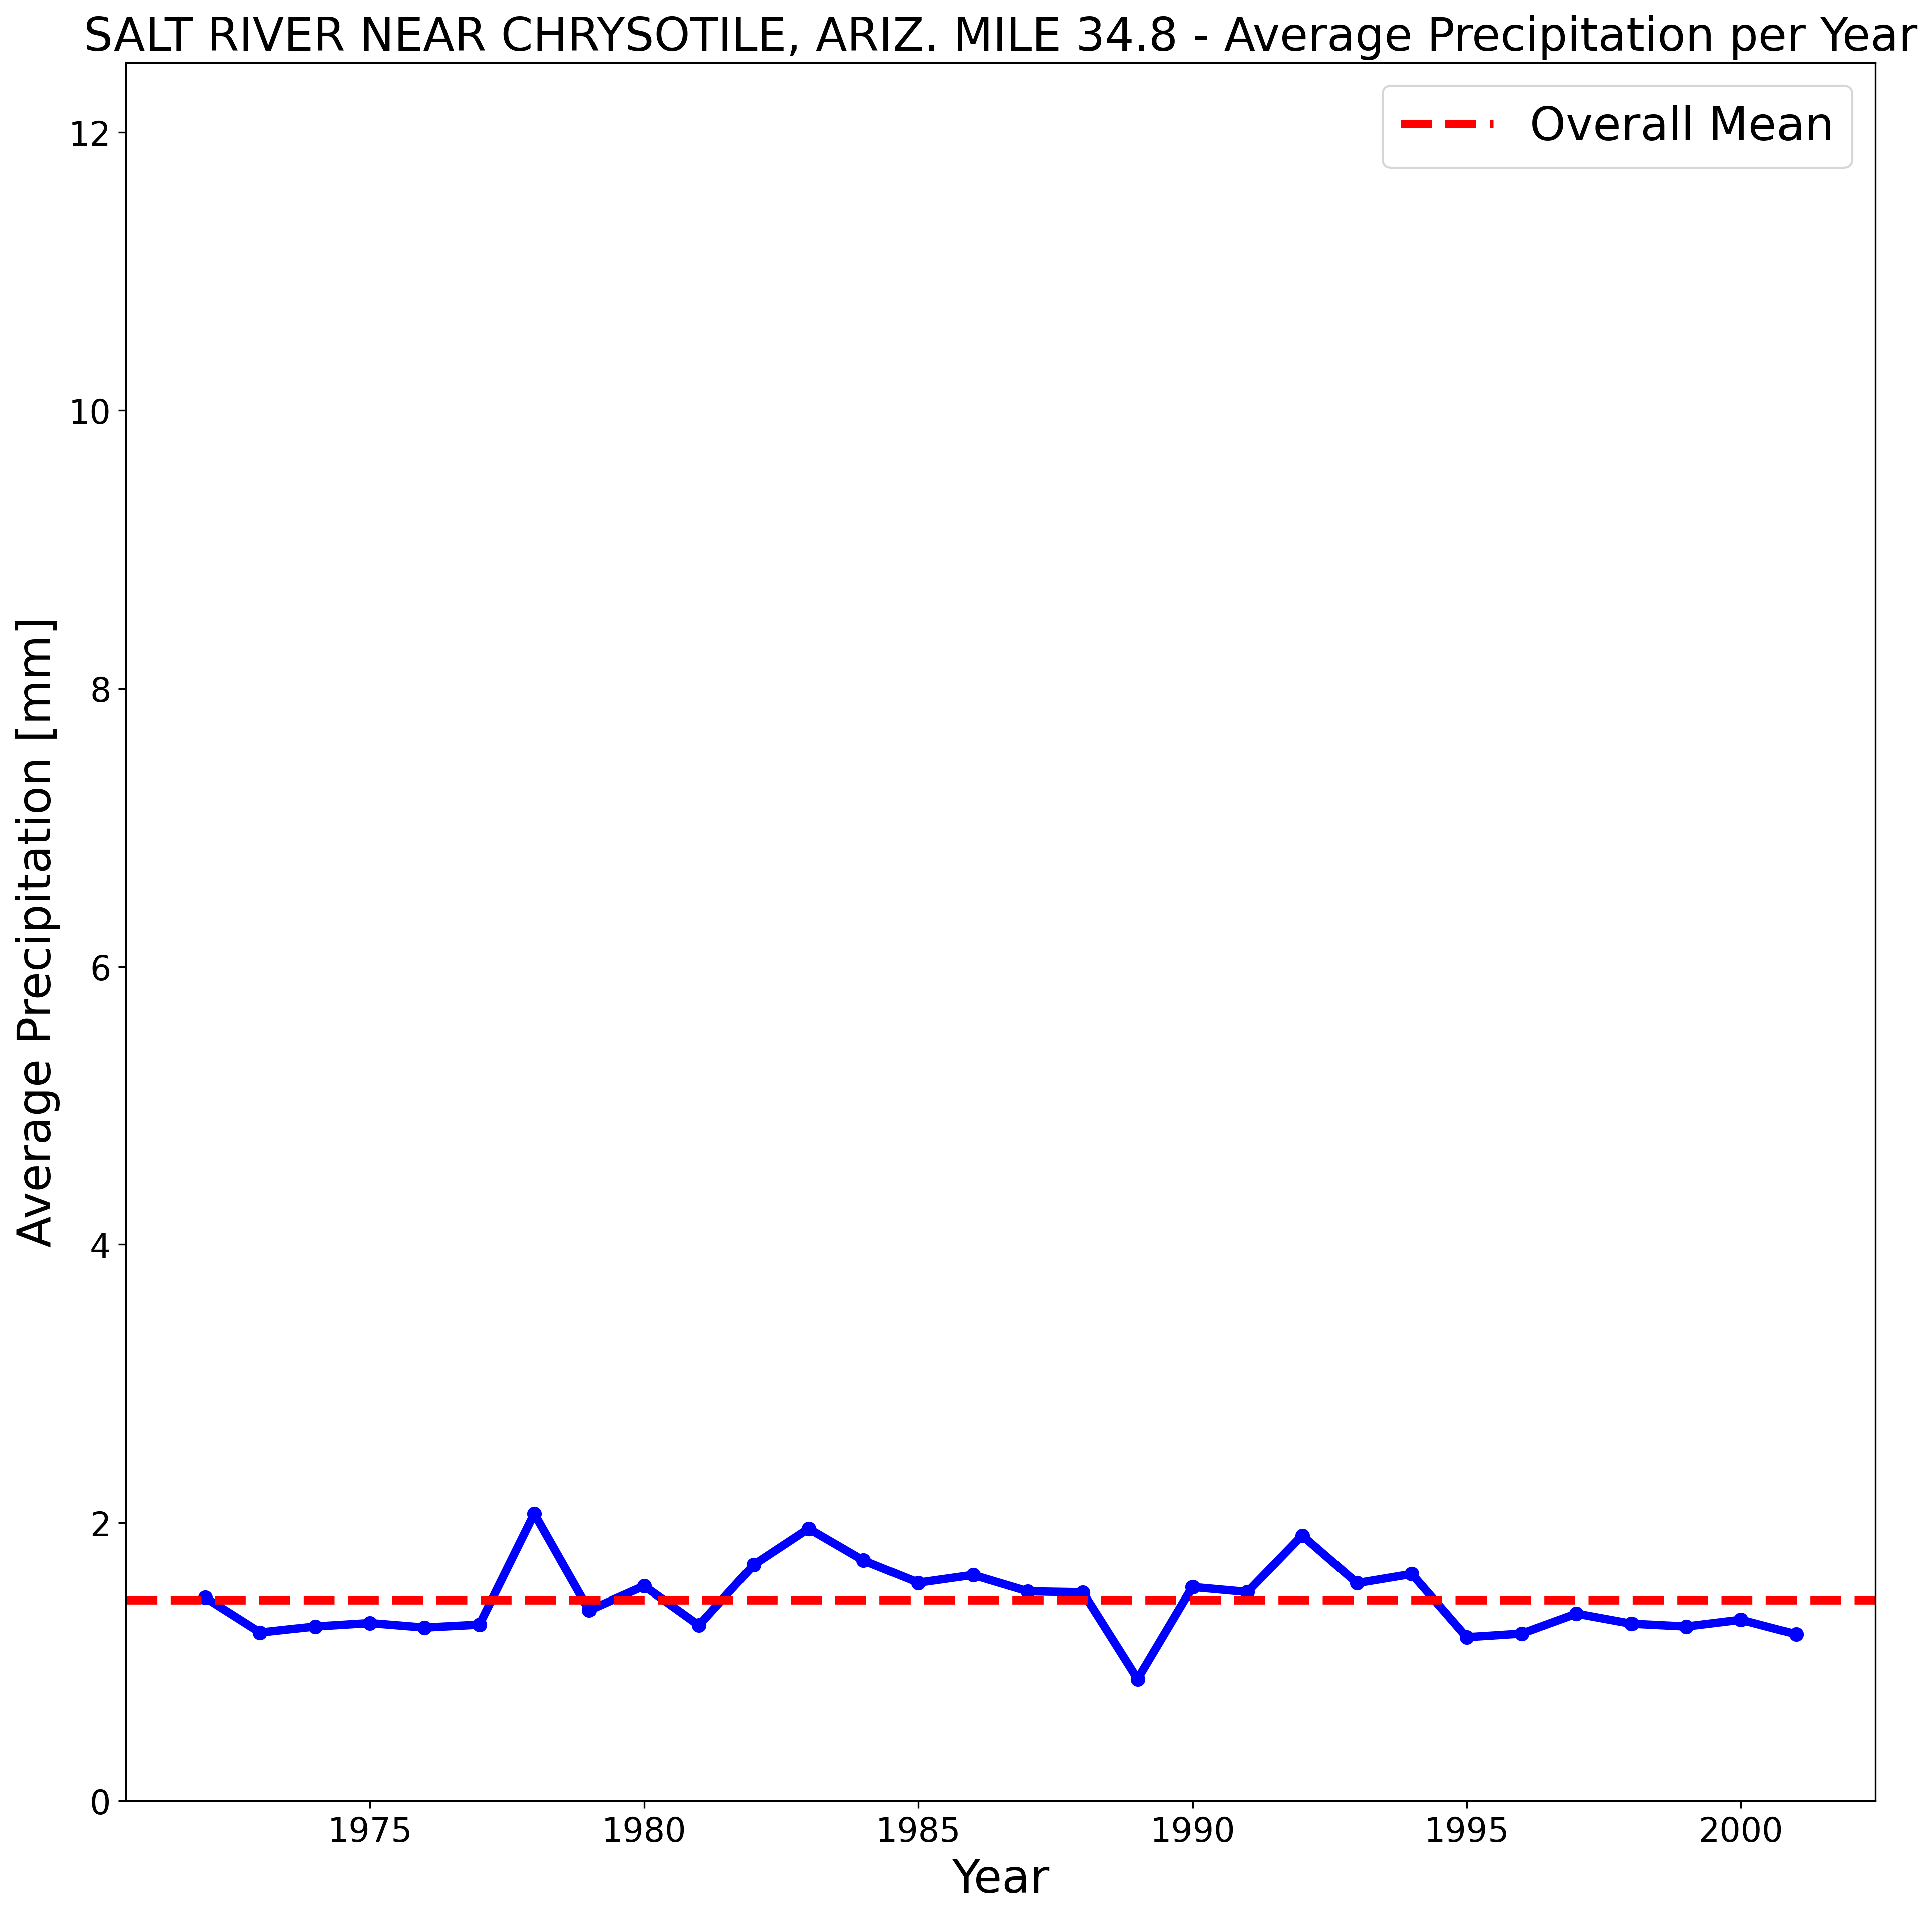 SALT RIVER NEAR CHRYSOTILE, ARIZ. MILE 34.8 - Average Precipitation per Year
Overall Mean
12
10
8
6
4
2
0
Average Precipitation [mm]
1975 1980 1985 1990 1995 2000
Year